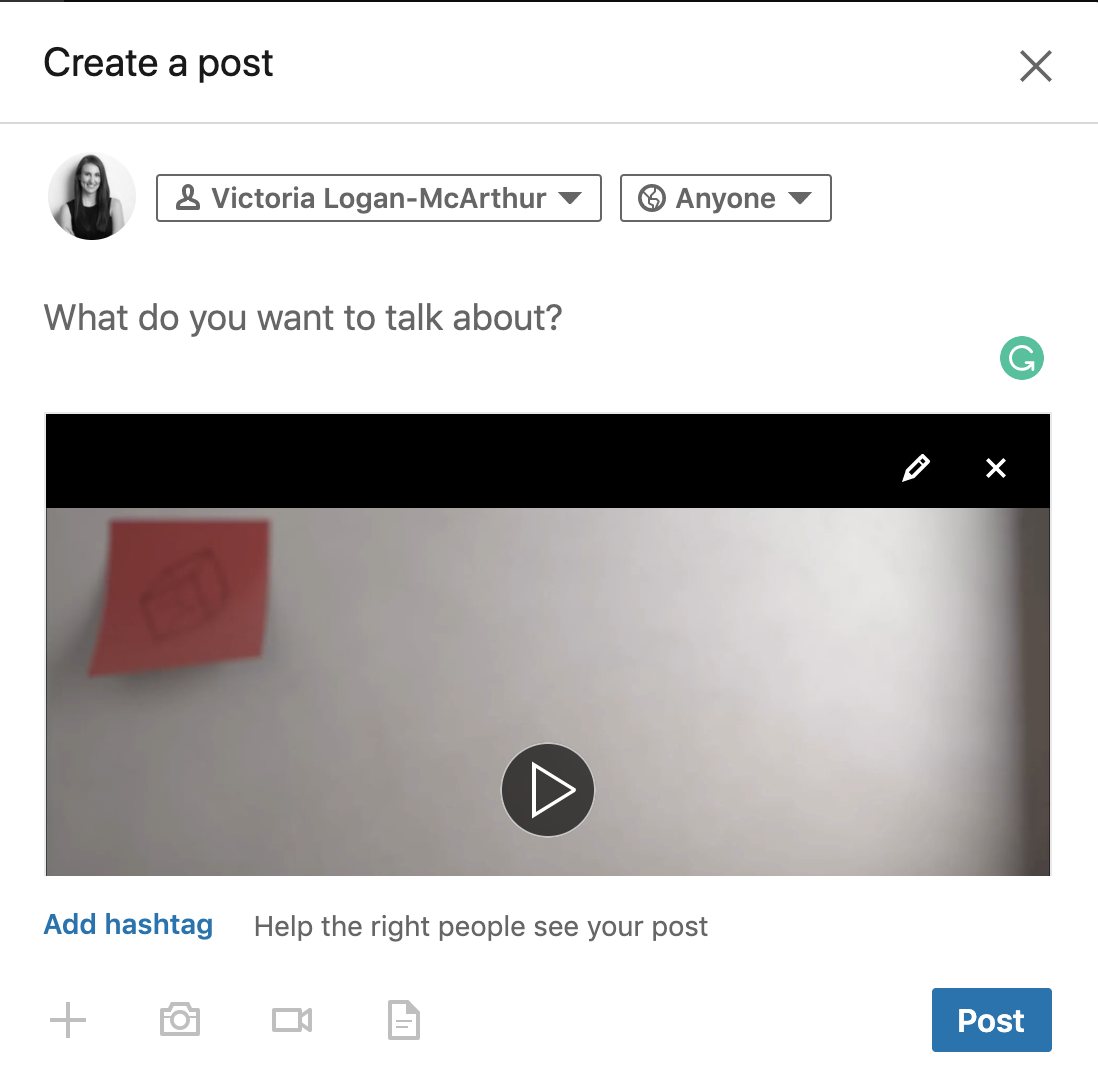 Create a post
Victoria Logan-McArthur
Anyone
What do you want to talk about?
Add hashtag Help the right people see your post
Post